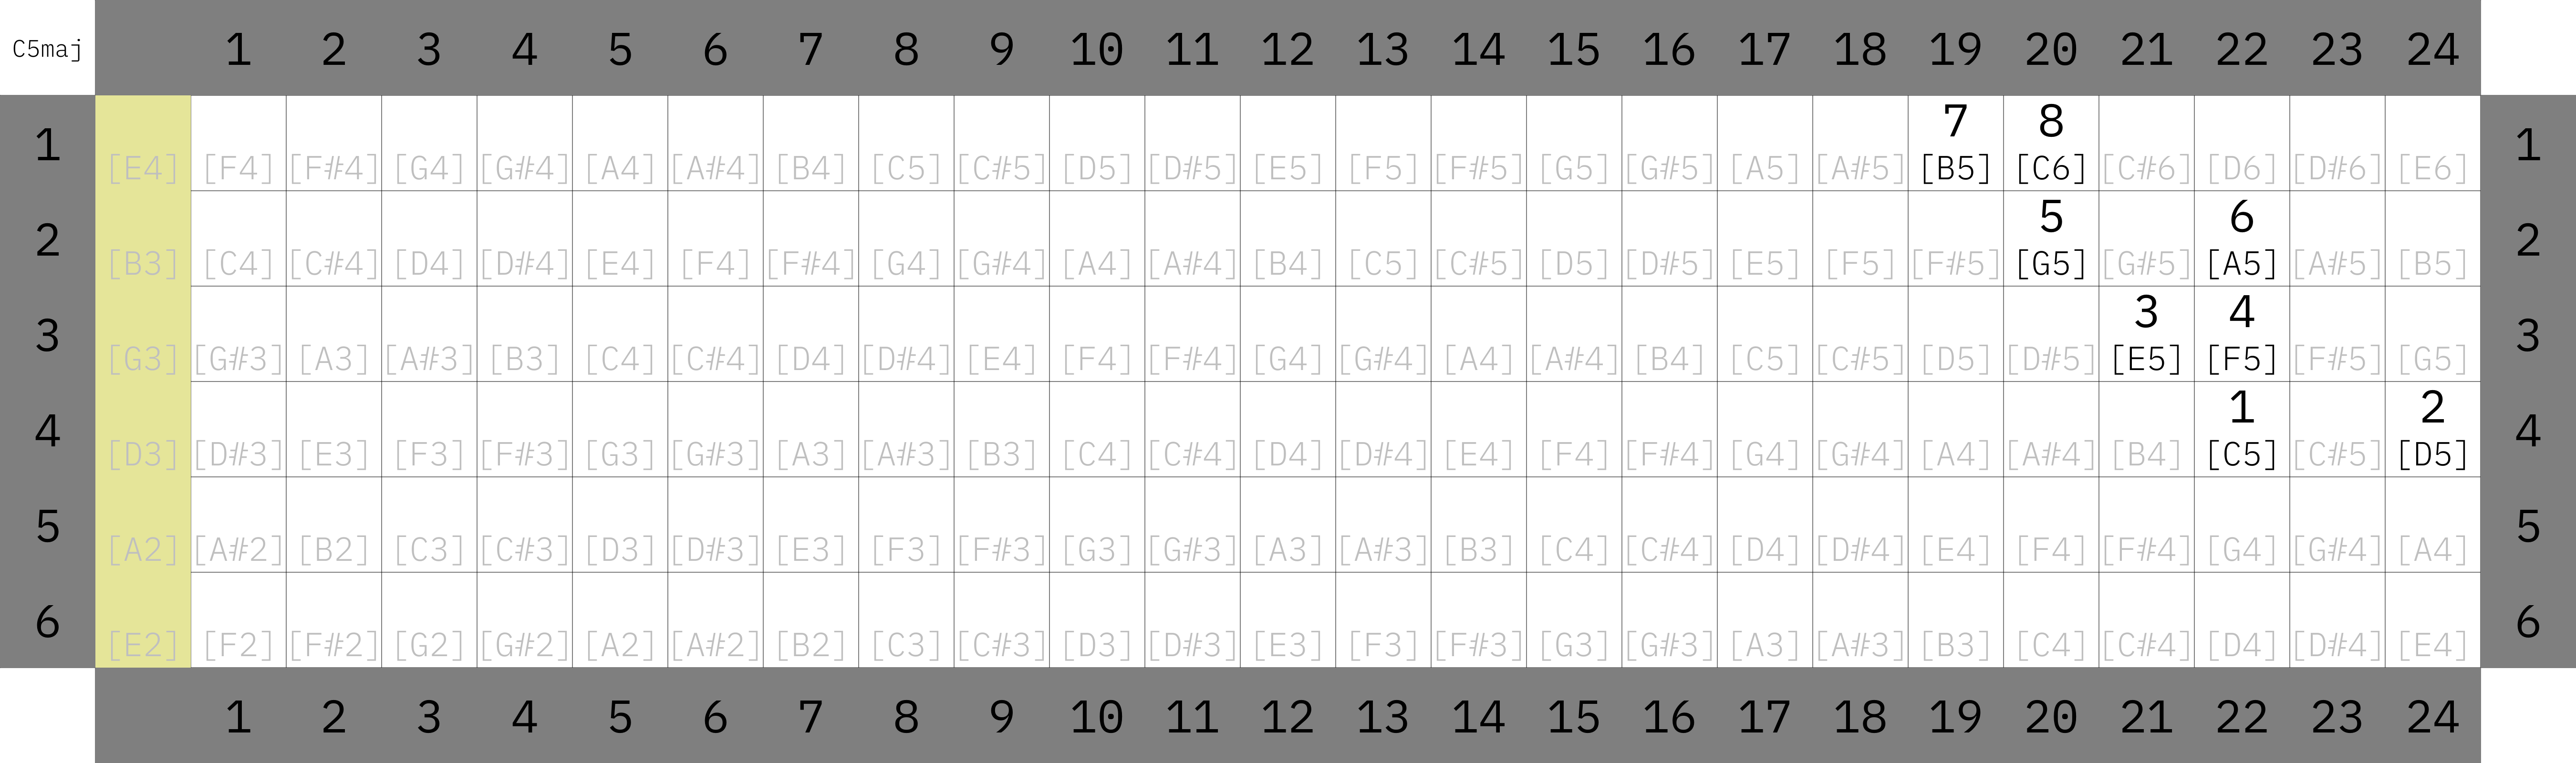 C5maj 1 2 3 4 5 6 7 8 9 10 11 12 13 14 15 16 17 18 19 20 21 22 23 24
7 8
1 [E4] [F4] [F#4] [G4] [G#4] [A4] [A#4] [B4] [C5] [C#5] [D5] [D#5] [E5] [F5] [F#5] [G5] [G#5] [A5] [A#5] [B5] [C6] [C#6] [D6] [D#6] [E6] 1
5 6
2 [B3] [C4] [C#4] [D4] [D#4] [E4] [F4] [F#4] [G4] [G#4] [A4] [A#4] [B4] [C5] [C#5] [D5] [D#5] [E5] [F5] [F#5] [G5] [G#5] [A5] [A#5] [B5] 2
3 4
3 [G3] [G#3] [A3] [A#3] [B3] [C4] [C#4] [D4] [D#4] [E4] [F4] [F#4] [G4] [G#4] [A4] [A#4] [B4] [C5] [C#5] [D5] [D#5] [E5] [F5] [F#5] [G5] 3
1 2
4 [D3] [D#3] [E3] [F3] [F#3] [G3] [G#3] [A3] [A#3] [B3] [C4] [C#4] [D4] [D#4] [E4] [F4] [F#4] [G4] [G#4] [A4] [A#4] [B4] [C5] [C#5] [D5] 4
5 [A2] [A#2] [B2] [C3] [C#3] [D3] [D#3] [E3] [F3] [F#3] [G3] [G#3] [A3] [A#3] [B3] [C4] [C#4] [D4] [D#4] [E4] [F4] [F#4] [G4] [G#4] [A4] 5
6 [E2] [F2] [F#2] [G2] [G#2] [A2] [A#2] [B2] [C3] [C#3] [D3] [D#3] [E3] [F3] [F#3] [G3] [G#3] [A3] [A#3] [B3] [C4] [C#4] [D4] [D#4] [E4] 6
1 2 3 4 5 6 7 8 9 10 11 12 13 14 15 16 17 18 19 20 21 22 23 24